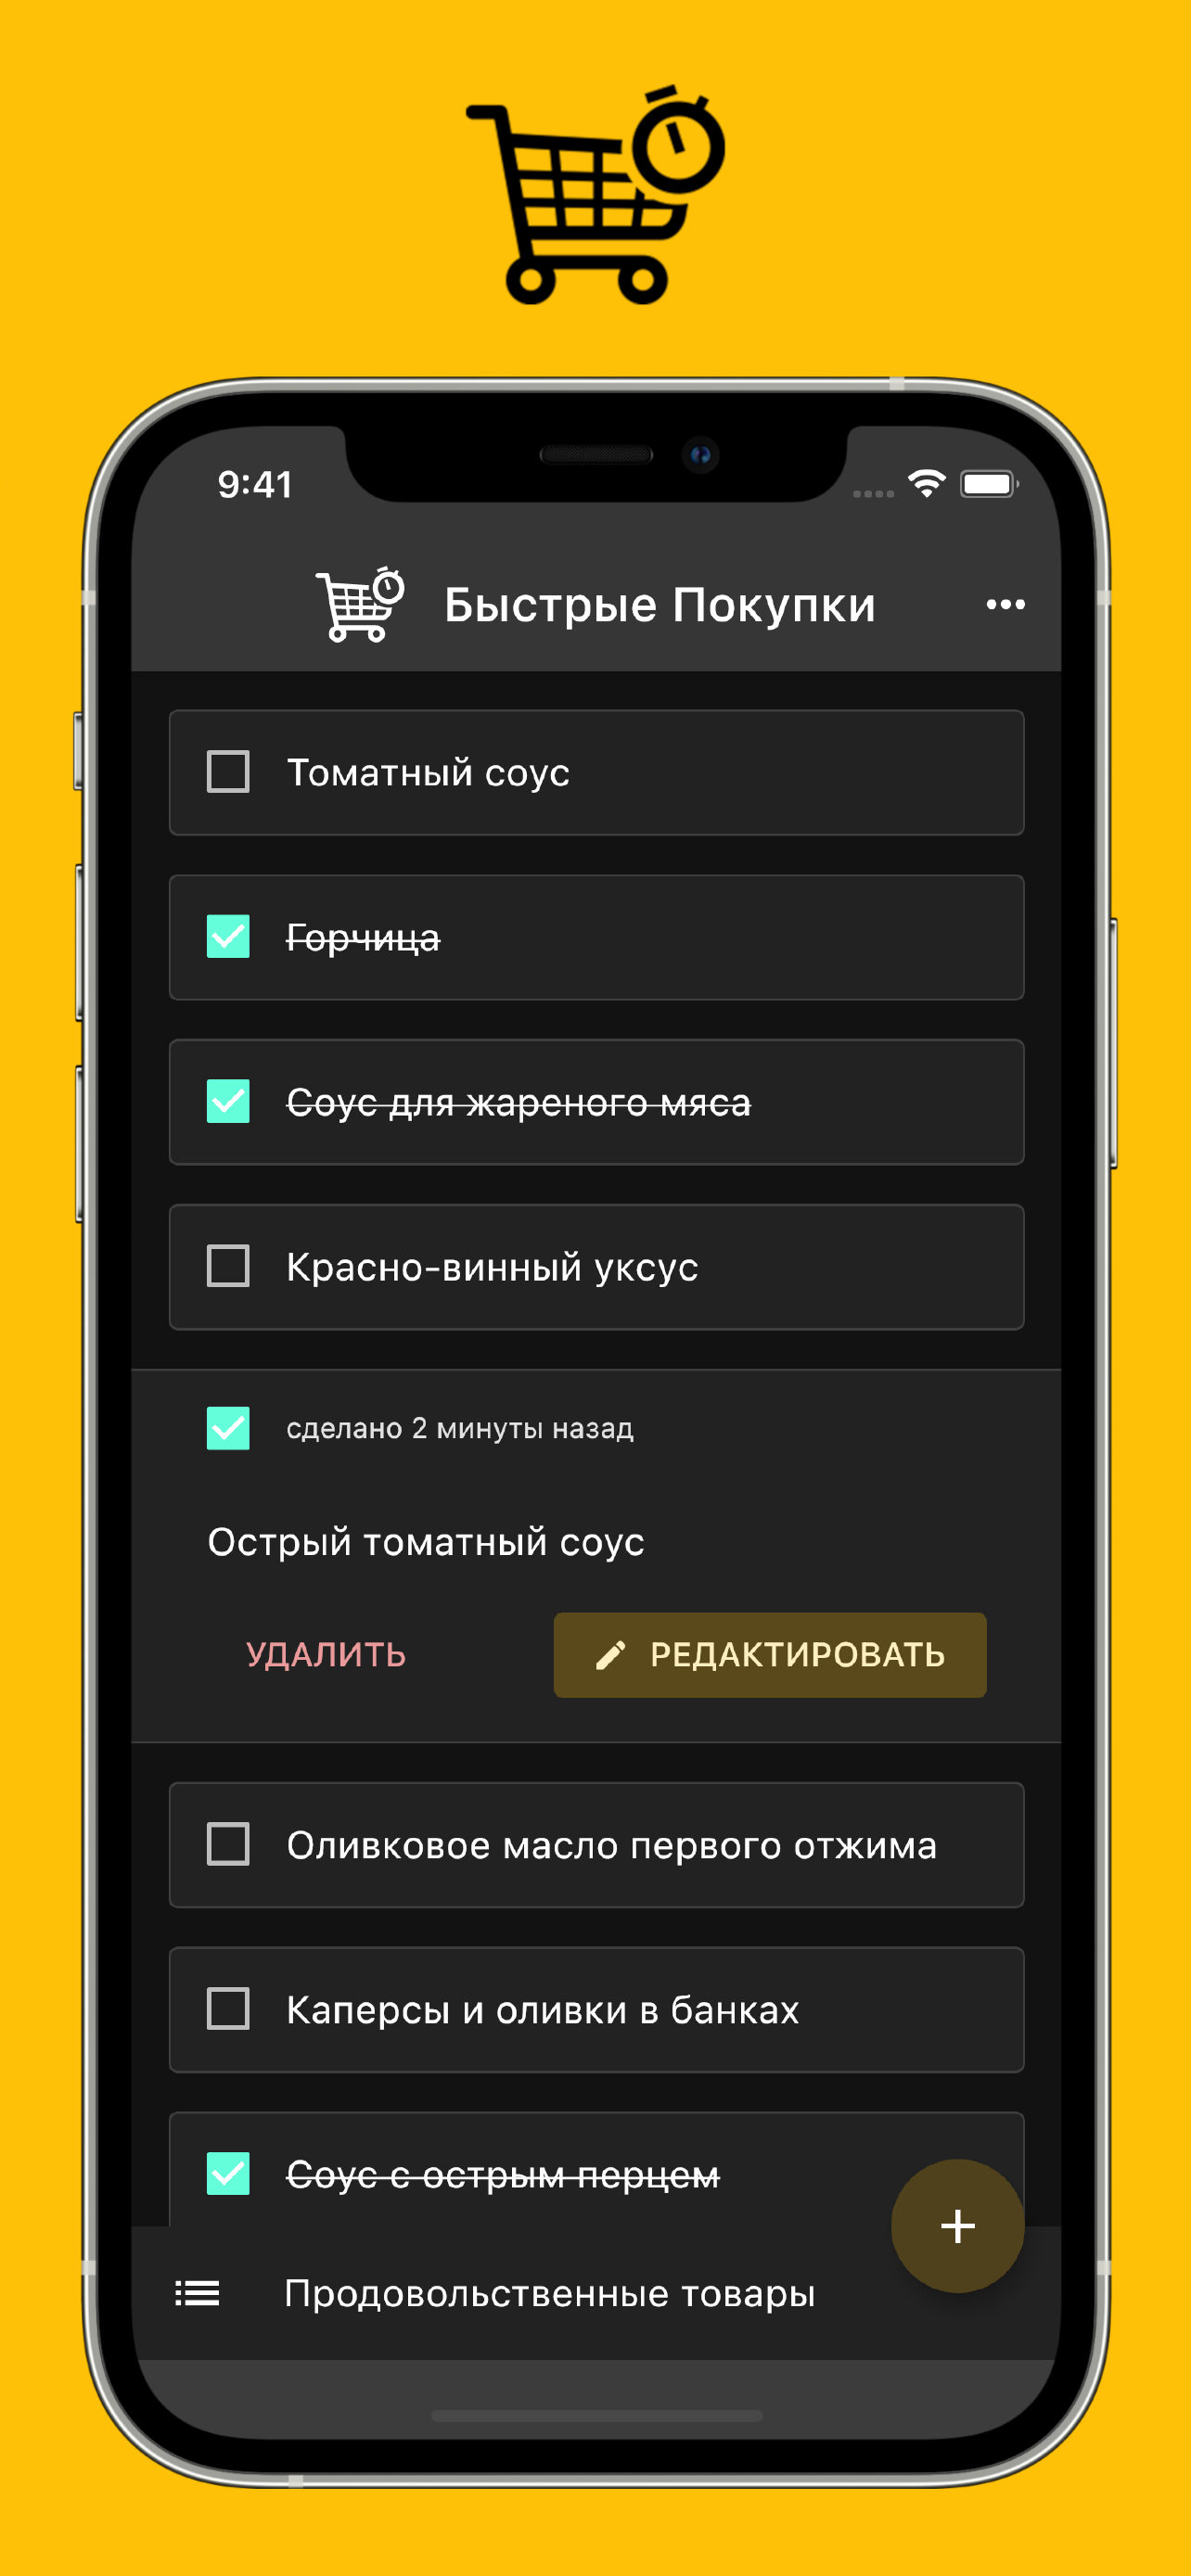 9:41
Быстрые Покупки
Томатный соус
Горчица
Соус для жареного мяса
Красно-винный уксус
сделано 2 минуты назад
Острый томатный соус
УДАЛИТЬ
РЕДАКТИРОВАТЬ
Оливковое масло первого отжима
Каперсы и оливки в банках
Соус с острым перцем
Продовольственные товары